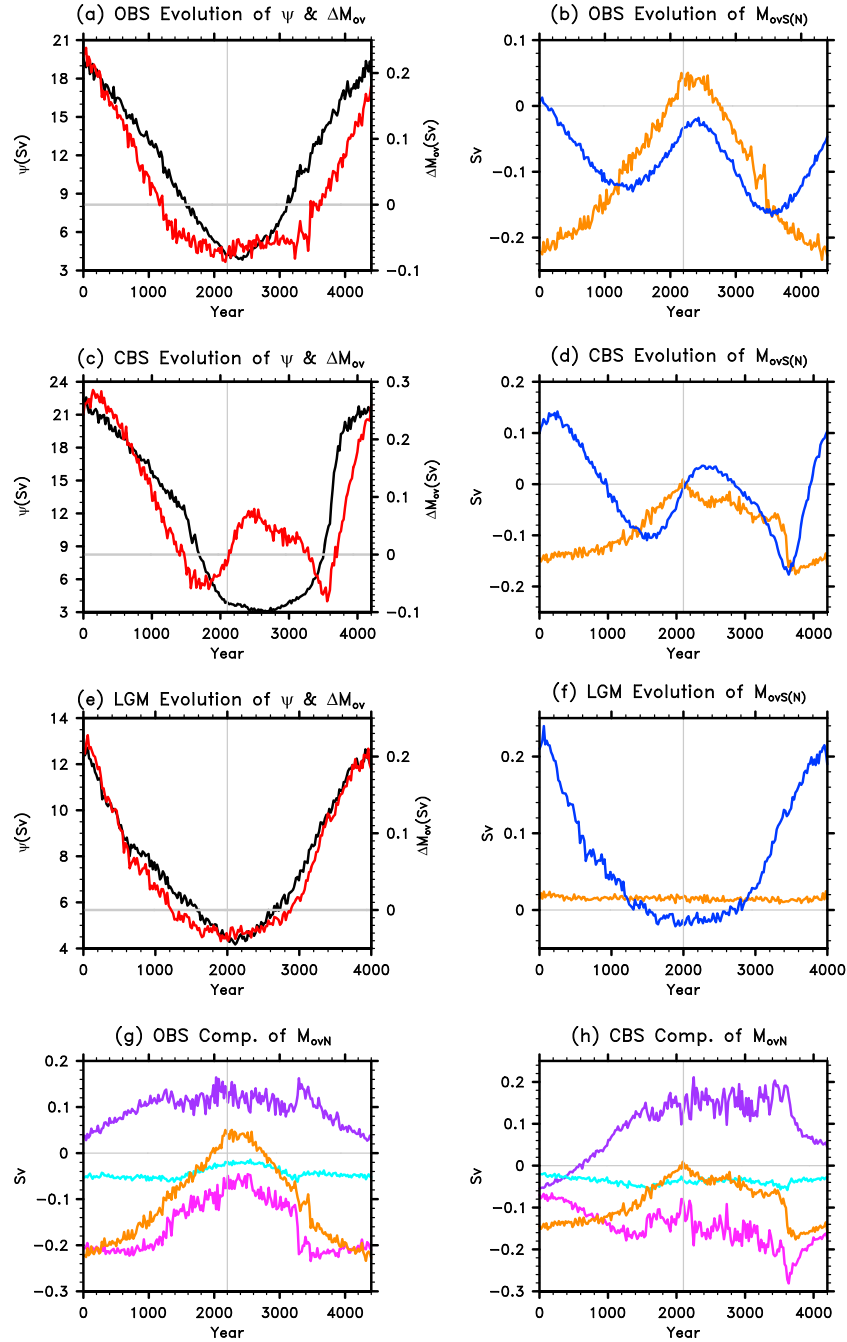 (a) OBS Evolution of ψ & ΔMov
21
18
15
12
9
6
3
ψ(Sv)
0.2
0.1
0
−0.1
ΔMov(Sv)
0 1000 2000 3000 4000
Year
(b) OBS Evolution of MovS(N)
0.1
0
−0.1
−0.2
Sv
0 1000 2000 3000 4000
Year
(c) CBS Evolution of ψ & ΔMov
24
21
18
15
12
9
6
3
ψ(Sv)
0.3
0.2
0.1
0
−0.1
ΔMov(Sv)
0 1000 2000 3000 4000
Year
(d) CBS Evolution of MovS(N)
0.2
0.1
0
−0.1
−0.2
Sv
0 1000 2000 3000 4000
Year
(e) LGM Evolution of ψ & ΔMov
14
12
10
8
6
4
ψ(Sv)
0.2
0.1
0
ΔMov(Sv)
0 1000 2000 3000 4000
Year
(f) LGM Evolution of MovS(N)
0.2
0.1
0
Sv
0 1000 2000 3000 4000
Year
(g) OBS Comp. of MovN
0.2
0.1
0
−0.1
−0.2
−0.3
Sv
0 1000 2000 3000 4000
Year
(h) CBS Comp. of MovN
0.2
0.1
0
−0.1
−0.2
−0.3
Sv
0 1000 2000 3000 4000
Year